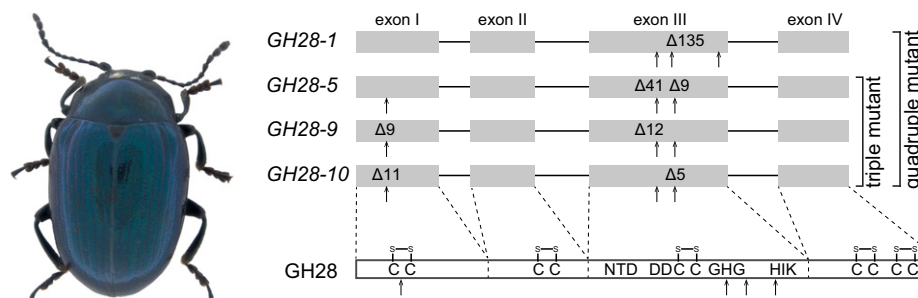 exon I exon II exon III exon IV
GH28-1 Δ135
GH28-5 Δ41 Δ9
GH28-9 Δ9 Δ12
GH28-10 Δ11 Δ5
triple mutant
quadruple mutant
S S S S S S S S S S
GH28 C C C C NTD DDC C GHG HIK C C C C